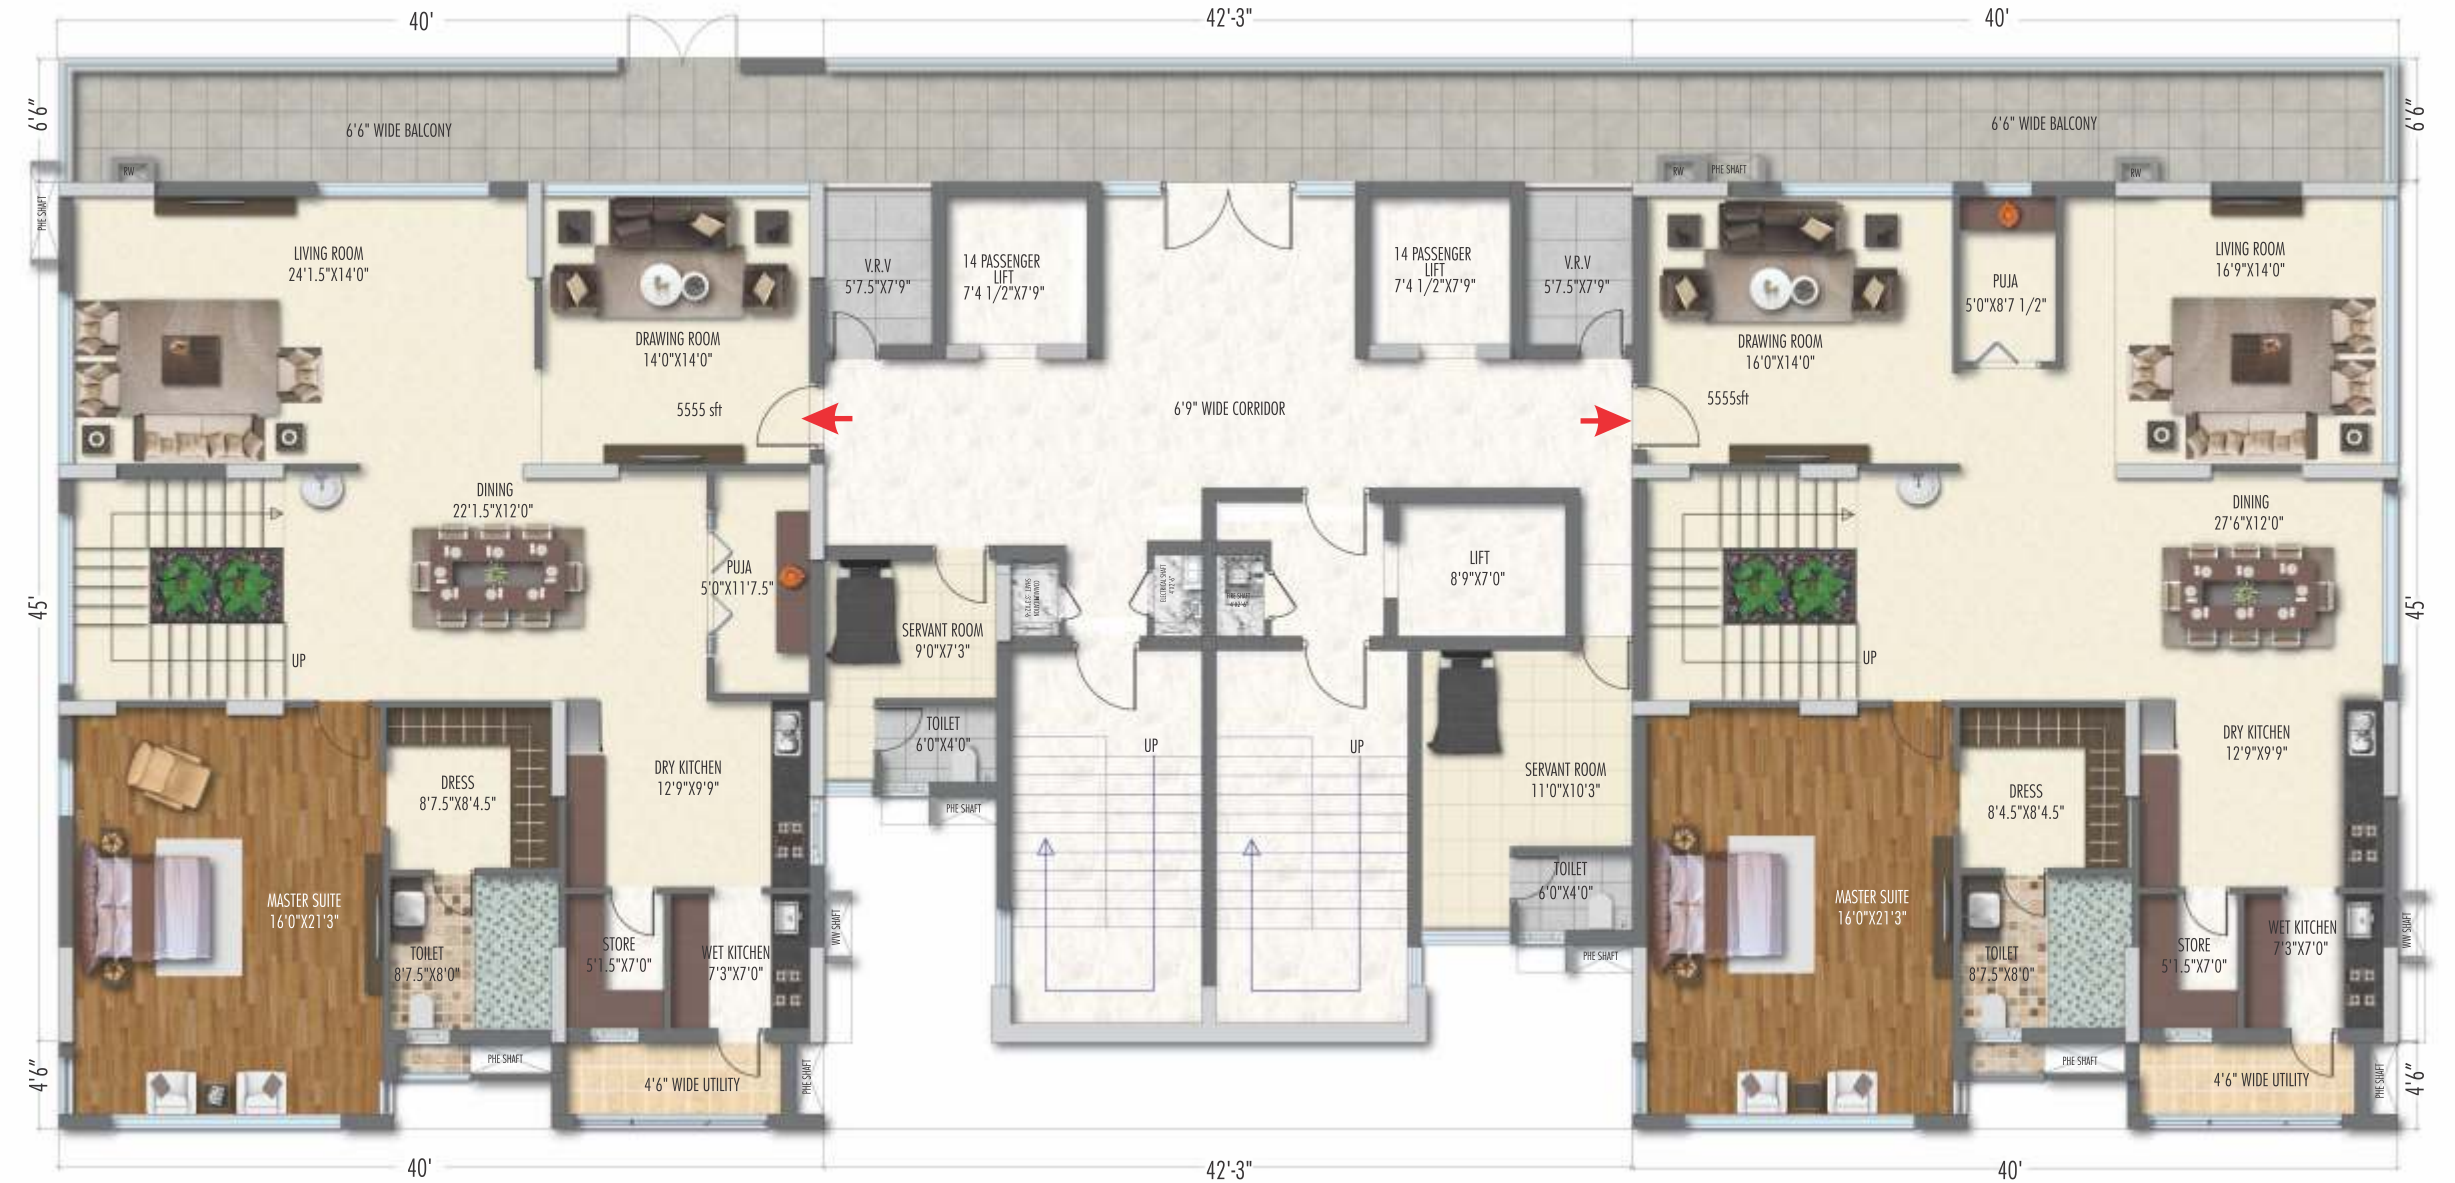 40'
42'-3"
40'
6'6"
6'6" WIDE BALCONY
6'6" WIDE BALCONY
6'6"
RW
RW
PHE SHAFT
RW
PHE SHAFT
LIVING ROOM
24'1.5"X14'0"
DRAWING ROOM
14'0"X14'0"
5555 sft
V.R.V
5'7.5"X7'9"
14 PASSENGER
LIFT
7'4 1/2"X7'9"
14 PASSENGER
LIFT
7'4 1/2"X7'9"
V.R.V
5'7.5"X7'9"
DRAWING ROOM
16'0"X14'0"
5555sft
PUJA
5'0"X8'7 1/2"
LIVING ROOM
16'9"X14'0"
6'9" WIDE CORRIDOR
DINING
22'1.5"X12'0"
PUJA
5'0"X11'7.5"
UP
45'
SERVANT ROOM
9'0"X7'3"
ELECTRICAL SHAFT
LIFT
8'9"X7'0"
DINING
27'6"X12'0"
UP
45'
TOILET
6'0"X4'0"
PHE SHAFT
UP
UP
SERVANT ROOM
11'0"X10'3"
TOILET
6'0"X4'0"
PHE SHAFT
DRESS
8'7.5"X8'4.5"
DRY KITCHEN
12'9"X9'9"
MASTER SUITE
16'0"X21'3"
TOILET
8'7.5"X8'0"
STORE
5'1.5"X7'0"
WET KITCHEN
7'3"X7'0"
WW SHAFT
DRESS
8'4.5"X8'4.5"
DRY KITCHEN
12'9"X9'9"
MASTER SUITE
16'0"X21'3"
TOILET
8'7.5"X8'0"
STORE
5'1.5"X7'0"
WET KITCHEN
7'3"X7'0"
WW SHAFT
4'6"
PHE SHAFT
4'6" WIDE UTILITY
PHE SHAFT
PHE SHAFT
4'6" WIDE UTILITY
PHE SHAFT
4'6"
40'
42'-3"
40'